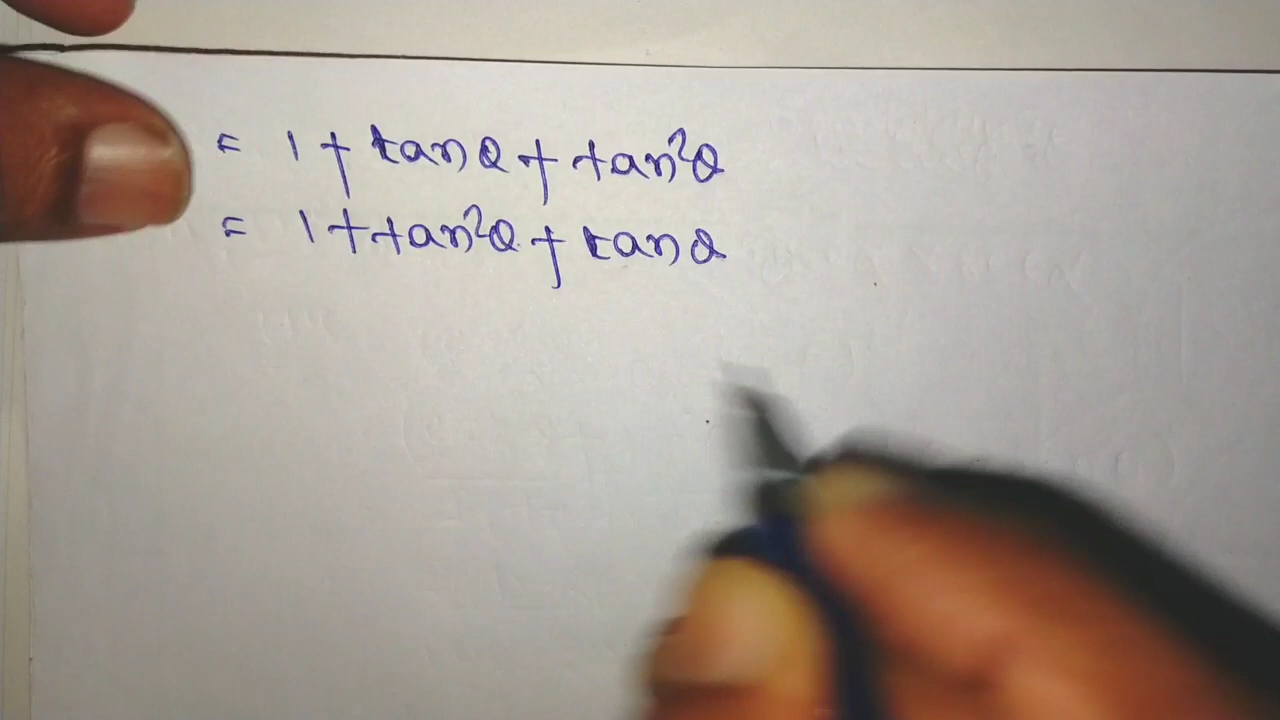 = 1 + tanθ + tan²θ
= 1 + tan²θ + tanθ